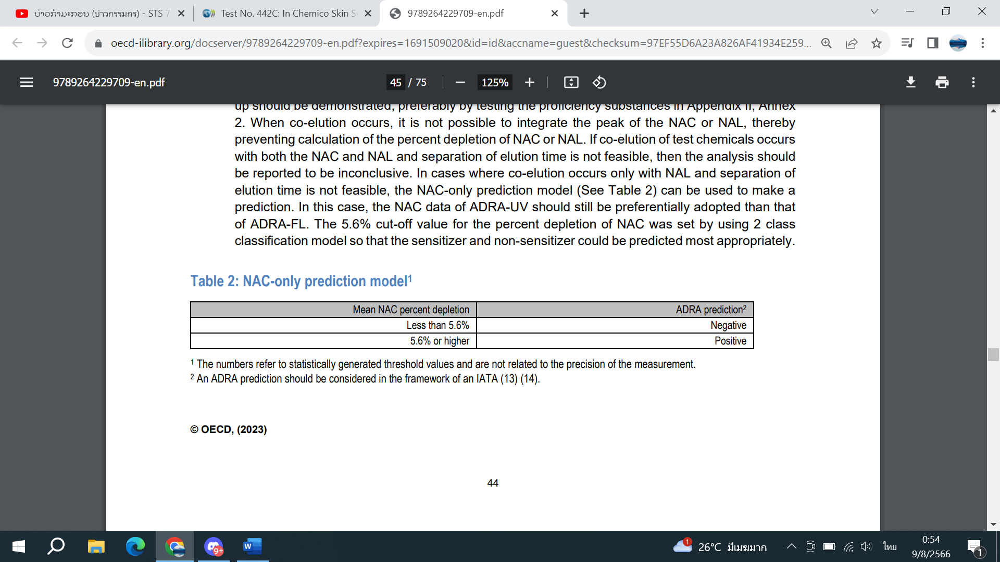 ບ່າວກຳມະກອນ (บ่าวกรรมกร) - STS 7
Test No. 442C: In Chemico Skin S
9789264229709-en.pdf
oecd-ilibrary.org/docserver/9789264229709-en.pdf?expires=1691509020&id=id&accname=guest&checksum=97EF55D6A23A826AF41934E259...
9789264229709-en.pdf
45 / 75
125%
up should be demonstrated, preferably by testing the proficiency substances in Appendix II, Annex
2. When co-elution occurs, it is not possible to integrate the peak of the NAC or NAL, thereby
preventing calculation of the percent depletion of NAC or NAL. If co-elution of test chemicals occurs
with both the NAC and NAL and separation of elution time is not feasible, then the analysis should
be reported to be inconclusive. In cases where co-elution occurs only with NAL and separation of
elution time is not feasible, the NAC-only prediction model (See Table 2) can be used to make a
prediction. In this case, the NAC data of ADRA-UV should still be preferentially adopted than that
of ADRA-FL. The 5.6% cut-off value for the percent depletion of NAC was set by using 2 class
classification model so that the sensitizer and non-sensitizer could be predicted most appropriately.
Table 2: NAC-only prediction model1
Mean NAC percent depletion ADRA prediction2
Less than 5.6% Negative
5.6% or higher Positive
1 The numbers refer to statistically generated threshold values and are not related to the precision of the measurement.
2 An ADRA prediction should be considered in the framework of an IATA (13) (14).
© OECD, (2023)
44
W
9+
1
26°C มีเมฆมาก
ไทย
0:54
9/8/2566
1